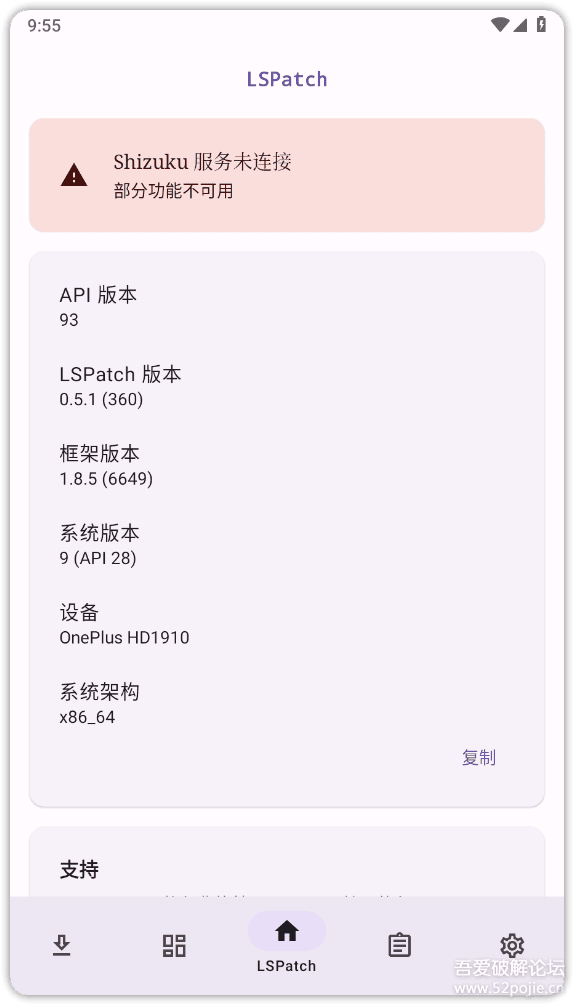 9:55
LSPatch
Shizuku 服务未连接
部分功能不可用
API 版本
93
LSPatch 版本
0.5.1 (360)
框架版本
1.8.5 (6649)
系统版本
9 (API 28)
设备
OnePlus HD1910
系统架构
x86_64
复制
支持
LSPatch
吾爱破解论坛
www.52pojie.cn